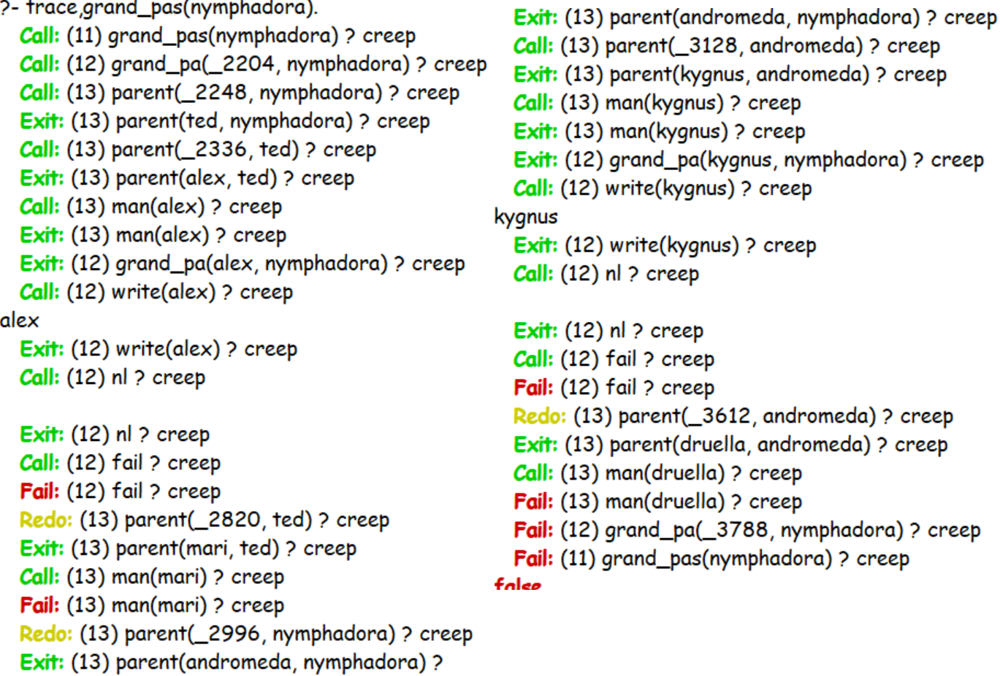 ?- trace,grand_pas(nymphadora).
Call: (11) grand_pas(nymphadora) ? creep
Call: (12) grand_pa(_2204, nymphadora) ? creep
Call: (13) parent(_2248, nymphadora) ? creep
Exit: (13) parent(ted, nymphadora) ? creep
Call: (13) parent(_2336, ted) ? creep
Exit: (13) parent(alex, ted) ? creep
Call: (13) man(alex) ? creep
Exit: (13) man(alex) ? creep
Exit: (12) grand_pa(alex, nymphadora) ? creep
Call: (12) write(alex) ? creep
alex
Exit: (12) write(alex) ? creep
Call: (12) nl ? creep
Exit: (12) nl ? creep
Call: (12) fail ? creep
Fail: (12) fail ? creep
Redo: (13) parent(_2820, ted) ? creep
Exit: (13) parent(mari, ted) ? creep
Call: (13) man(mari) ? creep
Fail: (13) man(mari) ? creep
Redo: (13) parent(_2996, nymphadora) ? creep
Exit: (13) parent(andromeda, nymphadora) ?
Exit: (13) parent(andromeda, nymphadora) ? creep
Call: (13) parent(_3128, andromeda) ? creep
Exit: (13) parent(kygnus, andromeda) ? creep
Call: (13) man(kygnus) ? creep
Exit: (13) man(kygnus) ? creep
Exit: (12) grand_pa(kygnus, nymphadora) ? creep
Call: (12) write(kygnus) ? creep
kygnus
Exit: (12) write(kygnus) ? creep
Call: (12) nl ? creep
Exit: (12) nl ? creep
Call: (12) fail ? creep
Fail: (12) fail ? creep
Redo: (13) parent(_3612, andromeda) ? creep
Exit: (13) parent(druella, andromeda) ? creep
Call: (13) man(druella) ? creep
Fail: (13) man(druella) ? creep
Fail: (12) grand_pa(_3788, nymphadora) ? creep
Fail: (11) grand_pas(nymphadora) ? creep
false